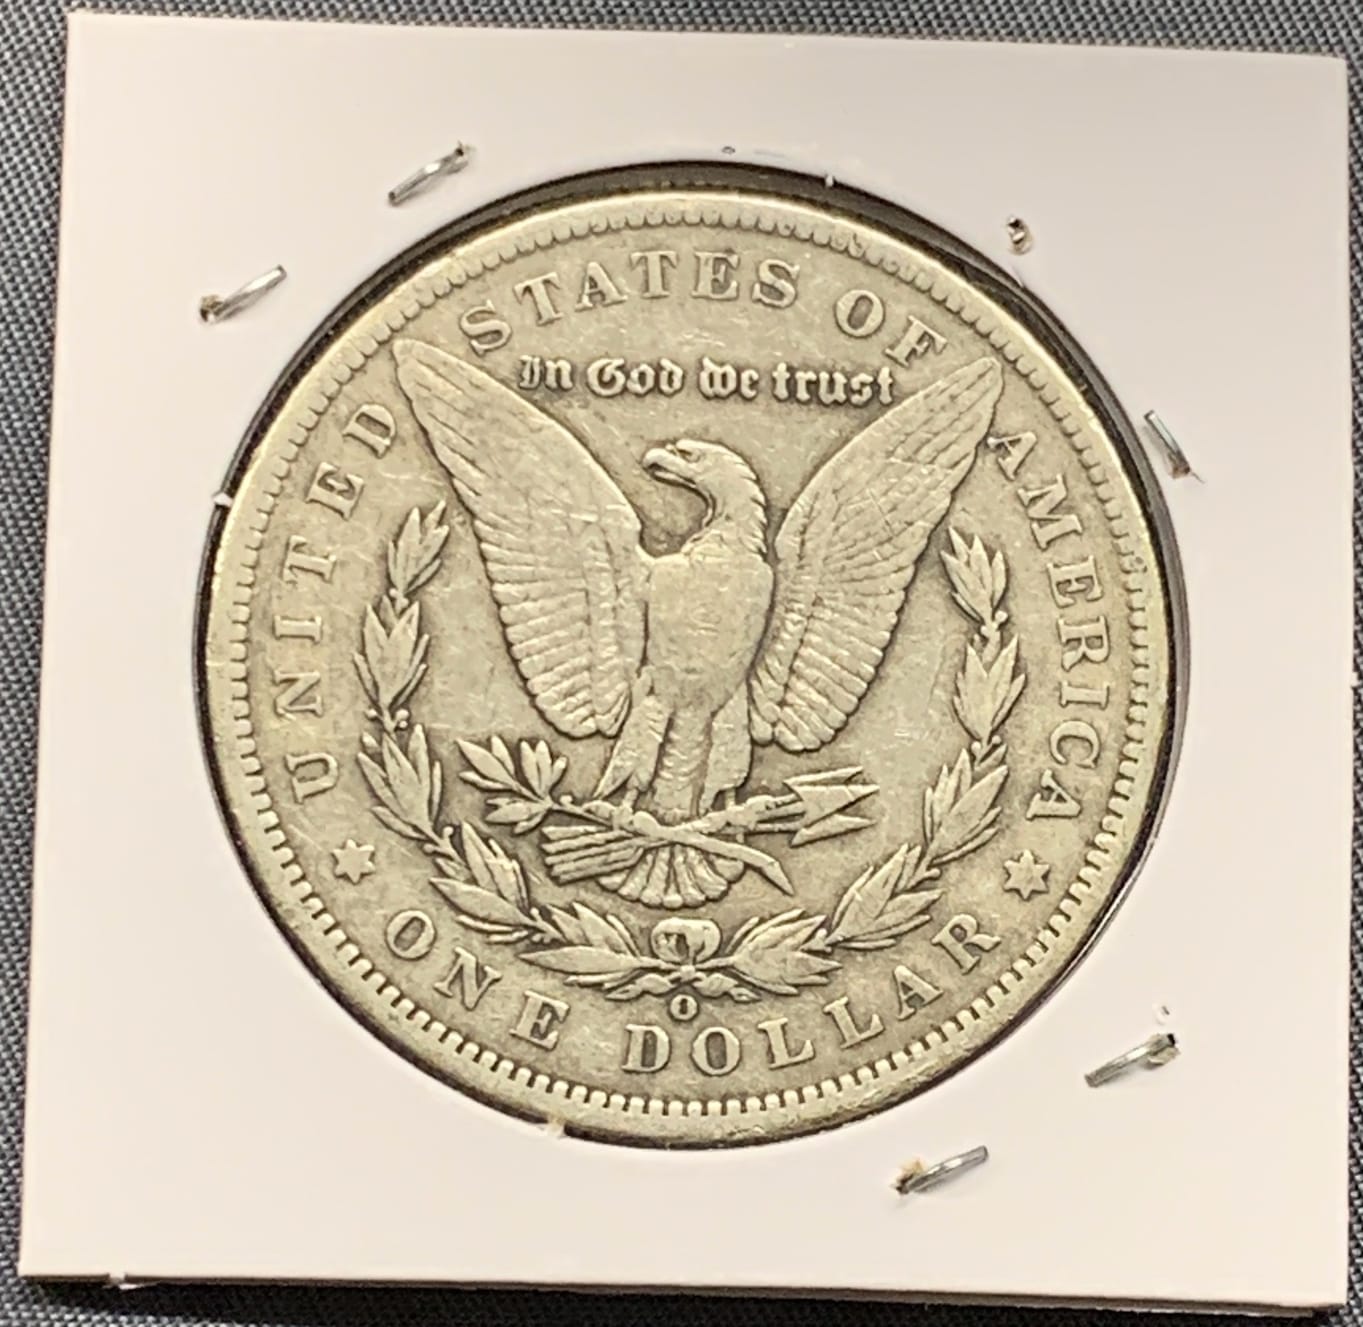 UNITED STATES OF AMERICA
In God we trust
O
ONE DOLLAR